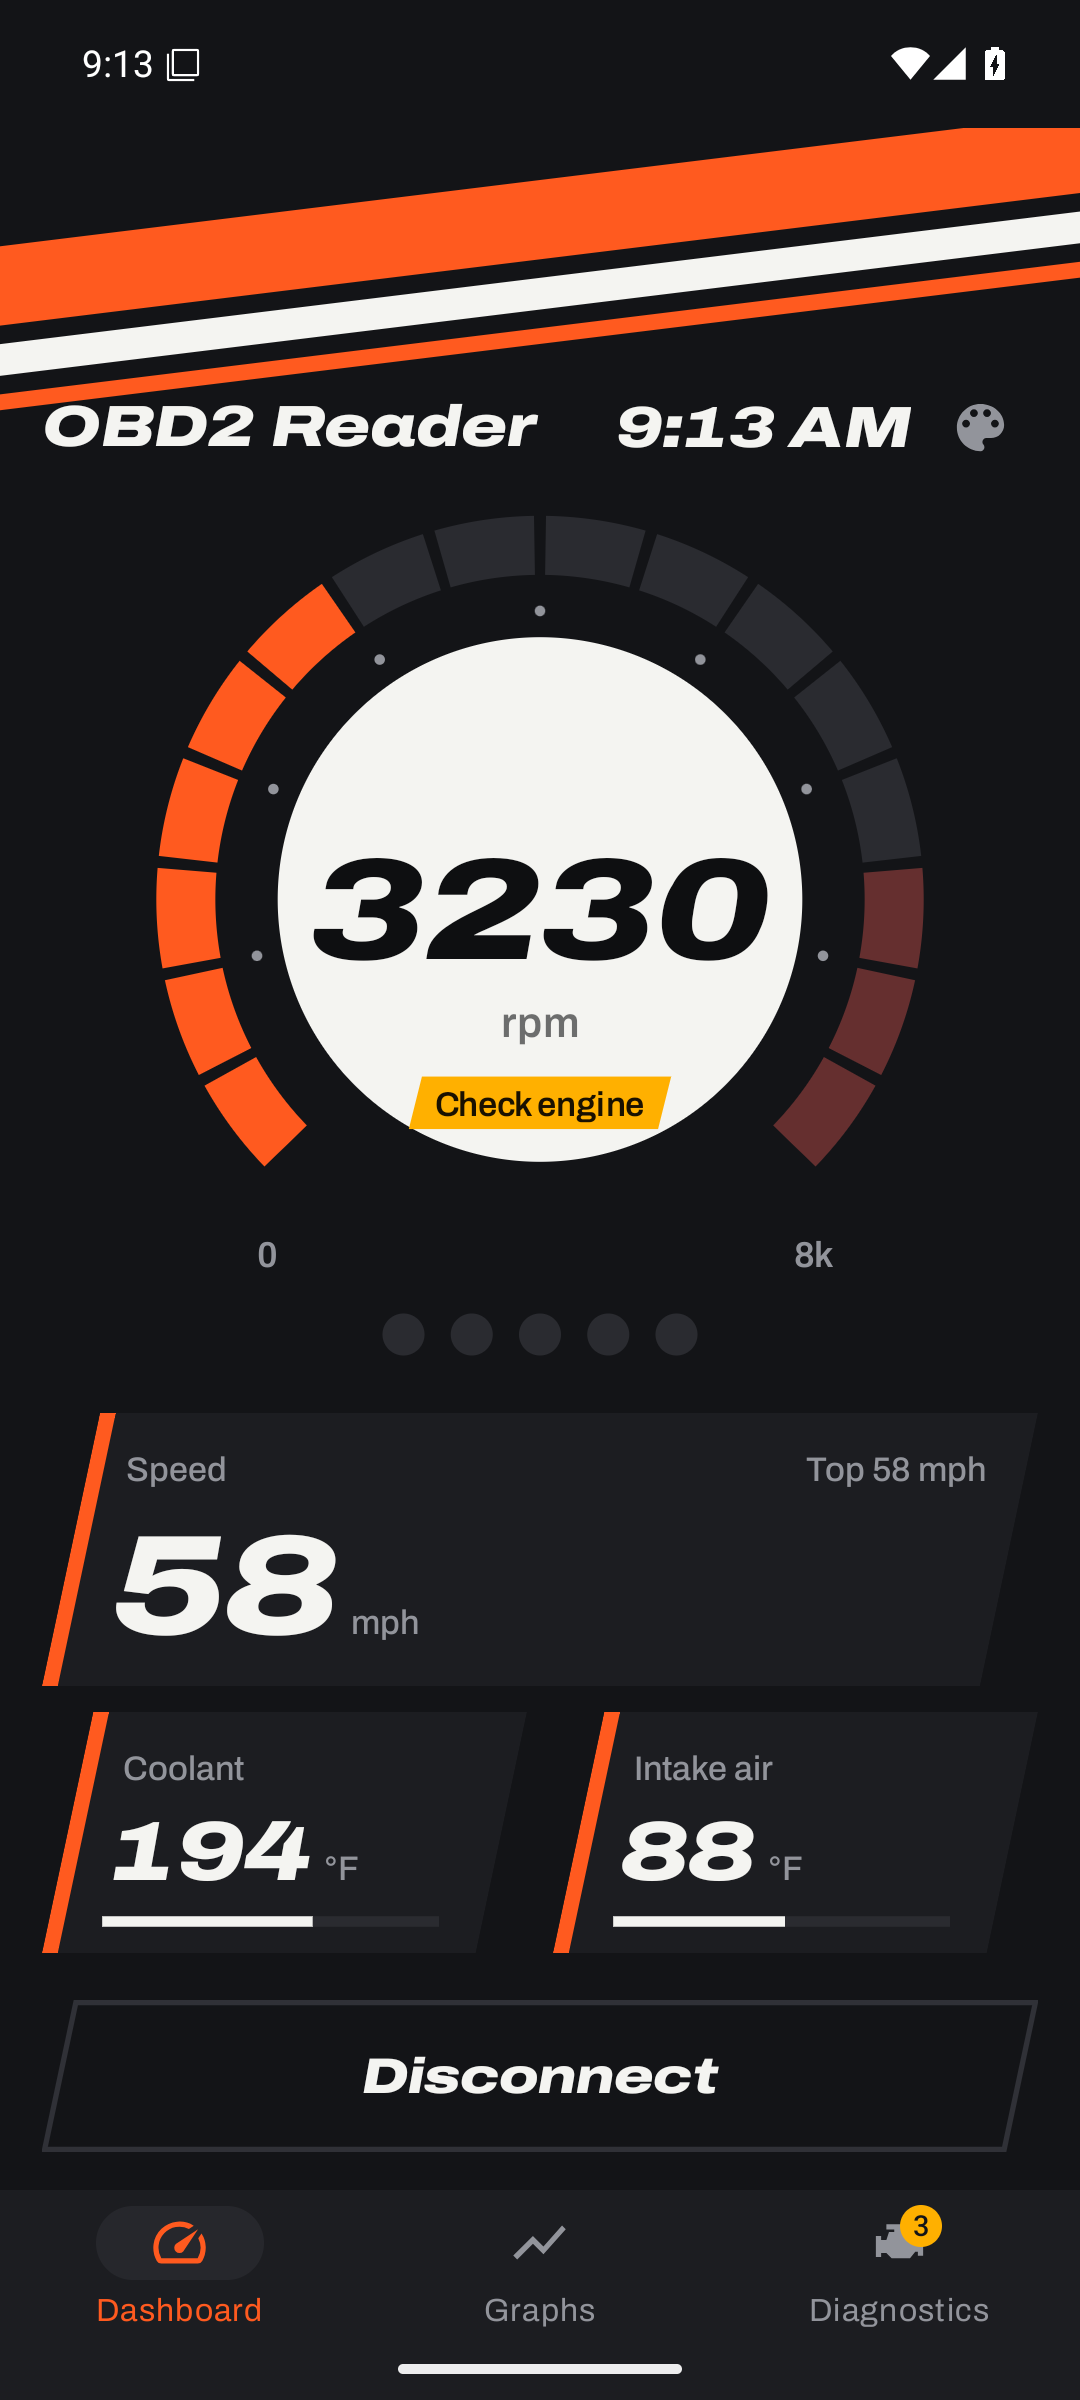 9:13
OBD2 Reader 9:13 AM
3230
rpm
Check engine
0 8k
Speed Top 58 mph
58 mph
Coolant Intake air
194 °F 88 °F
Disconnect
3
Dashboard Graphs Diagnostics